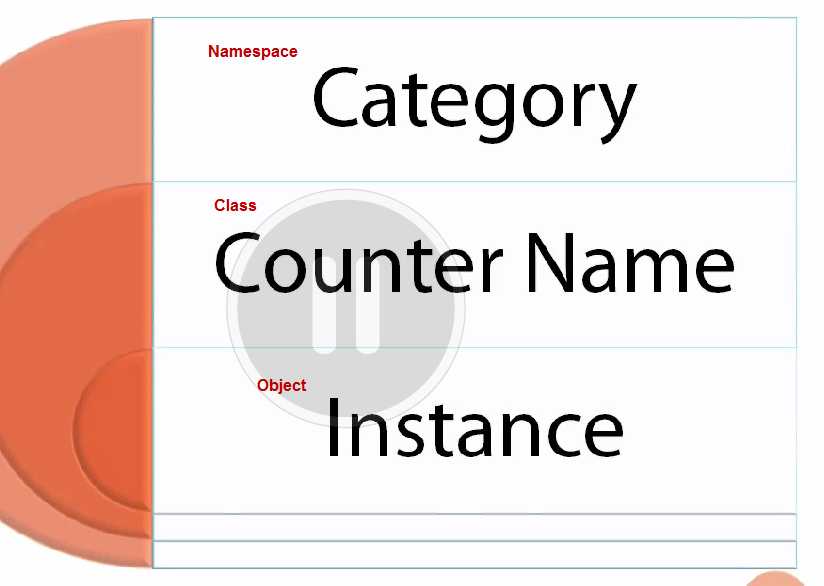 Namespace
Category
Class
Counter Name
Object
Instance